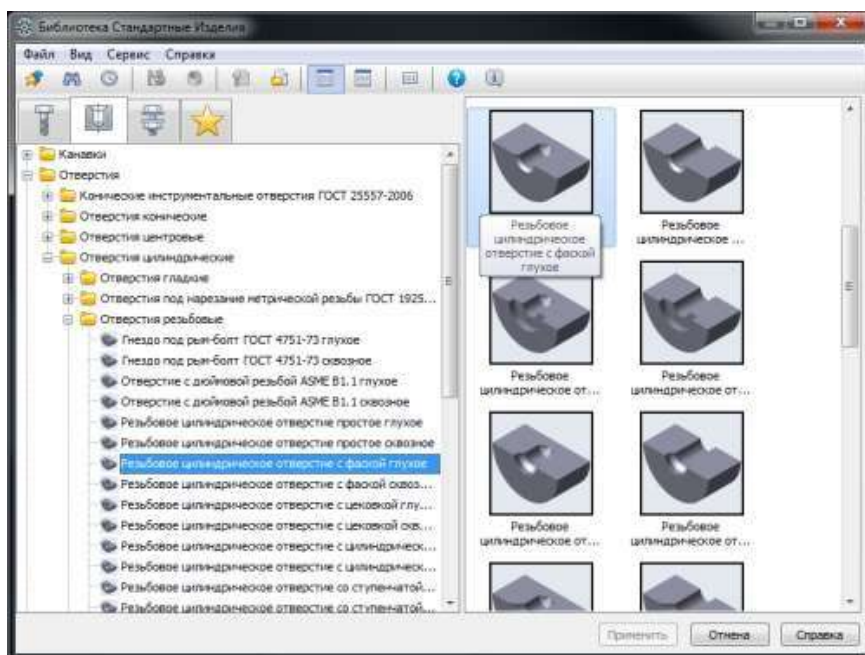 Библиотека Стандартные Изделия
Файл Вид Сервис Справка
Канавки
Отверстия
Конические инструментальные отверстия ГОСТ 25557-2006
Отверстия конические
Отверстия центровые
Отверстия цилиндрические
Отверстия гладкие
Отверстия под нарезание метрической резьбы ГОСТ 1925...
Отверстия резьбовые
Гнездо под рым-болт ГОСТ 4751-73 глухое
Гнездо под рым-болт ГОСТ 4751-73 сквозное
Отверстие с дюймовой резьбой ASME B1.1 глухое
Отверстие с дюймовой резьбой ASME B1.1 сквозное
Резьбовое цилиндрическое отверстие простое глухое
Резьбовое цилиндрическое отверстие простое сквозное
Резьбовое цилиндрическое отверстие с фаской глухое
Резьбовое цилиндрическое отверстие с фаской сквоз...
Резьбовое цилиндрическое отверстие с цековкой глу...
Резьбовое цилиндрическое отверстие с цековкой скв...
Резьбовое цилиндрическое отверстие с цилиндрическ...
Резьбовое цилиндрическое отверстие с цилиндрическ...
Резьбовое цилиндрическое отверстие со ступенчатой...
Резьбовое цилиндрическое отверстие со ступенчатой...
Резьбовое
цилиндрическое
отверстие с фаской
глухое
Резьбовое
цилиндрическое ...
Резьбовое
цилиндрическое от...
Резьбовое
цилиндрическое от...
Резьбовое
цилиндрическое от...
Резьбовое
цилиндрическое от...
Применить
Отмена
Справка